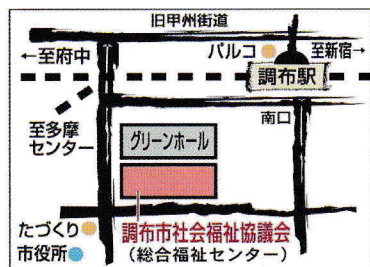 旧甲州街道
←至府中
パルコ
至新宿→
調布駅
至多摩
センター
南口
グリーンホール
たづくり
市役所
調布市社会福祉協議会
(総合福祉センター)